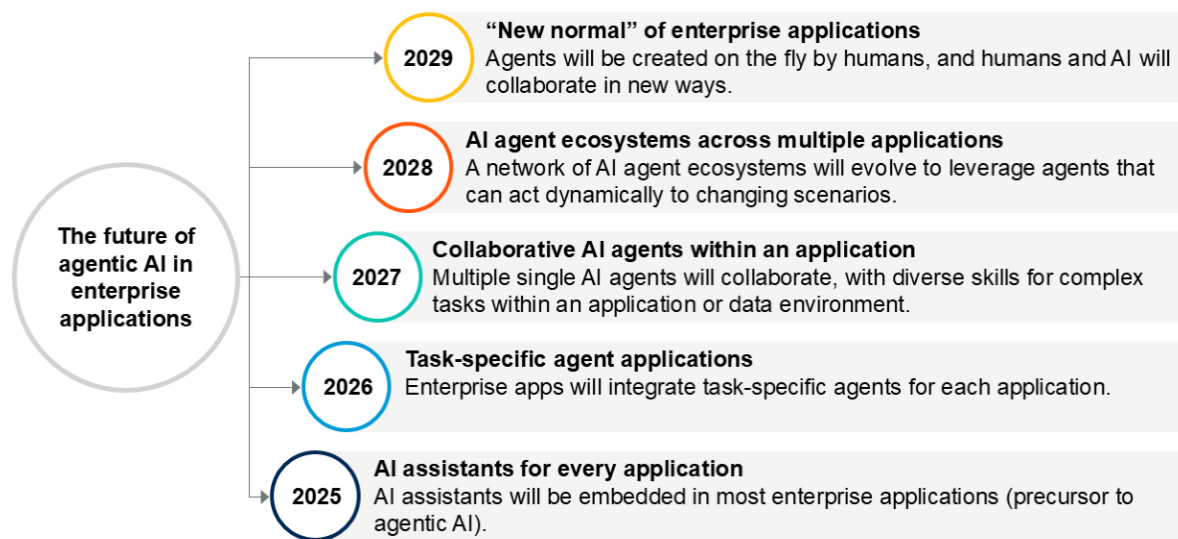 The future of
agentic AI in
enterprise
applications
2029
“New normal” of enterprise applications
Agents will be created on the fly by humans, and humans and AI will
collaborate in new ways.
2028
AI agent ecosystems across multiple applications
A network of AI agent ecosystems will evolve to leverage agents that
can act dynamically to changing scenarios.
2027
Collaborative AI agents within an application
Multiple single AI agents will collaborate, with diverse skills for complex
tasks within an application or data environment.
2026
Task-specific agent applications
Enterprise apps will integrate task-specific agents for each application.
2025
AI assistants for every application
AI assistants will be embedded in most enterprise applications (precursor to
agentic AI).